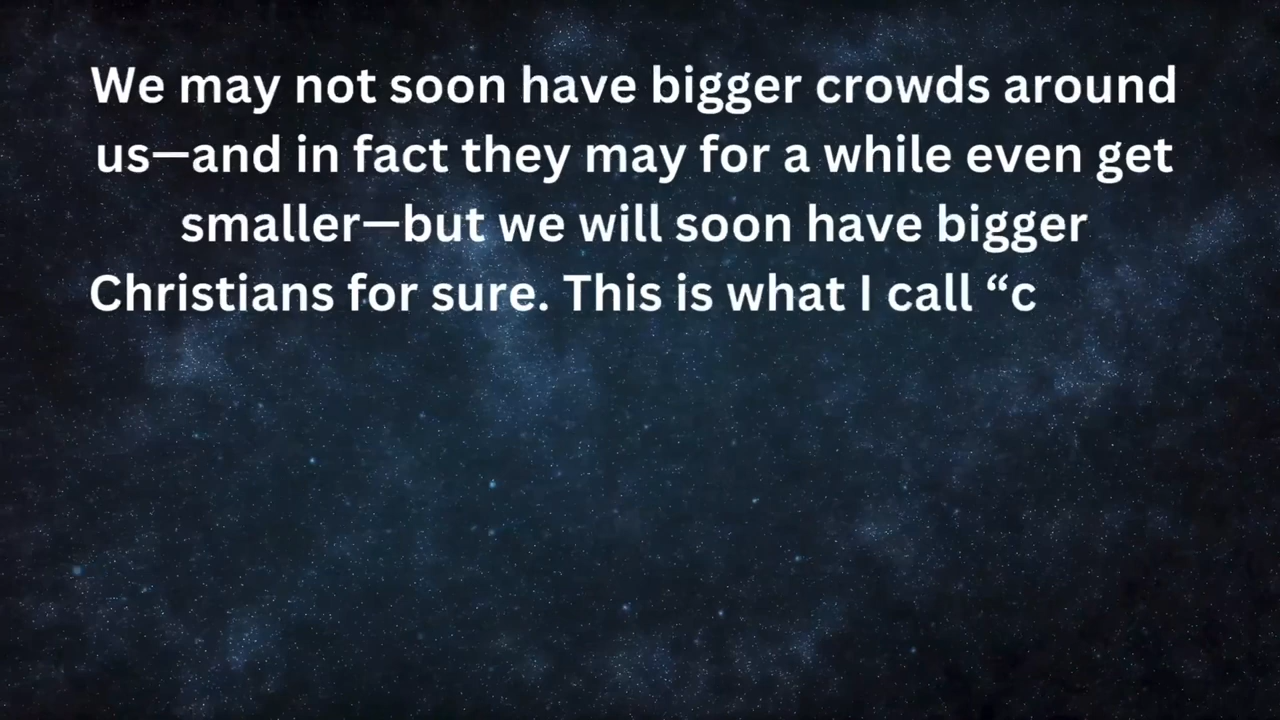 We may not soon have bigger crowds around
us—and in fact they may for a while even get
smaller—but we will soon have bigger
Christians for sure. This is what I call “c